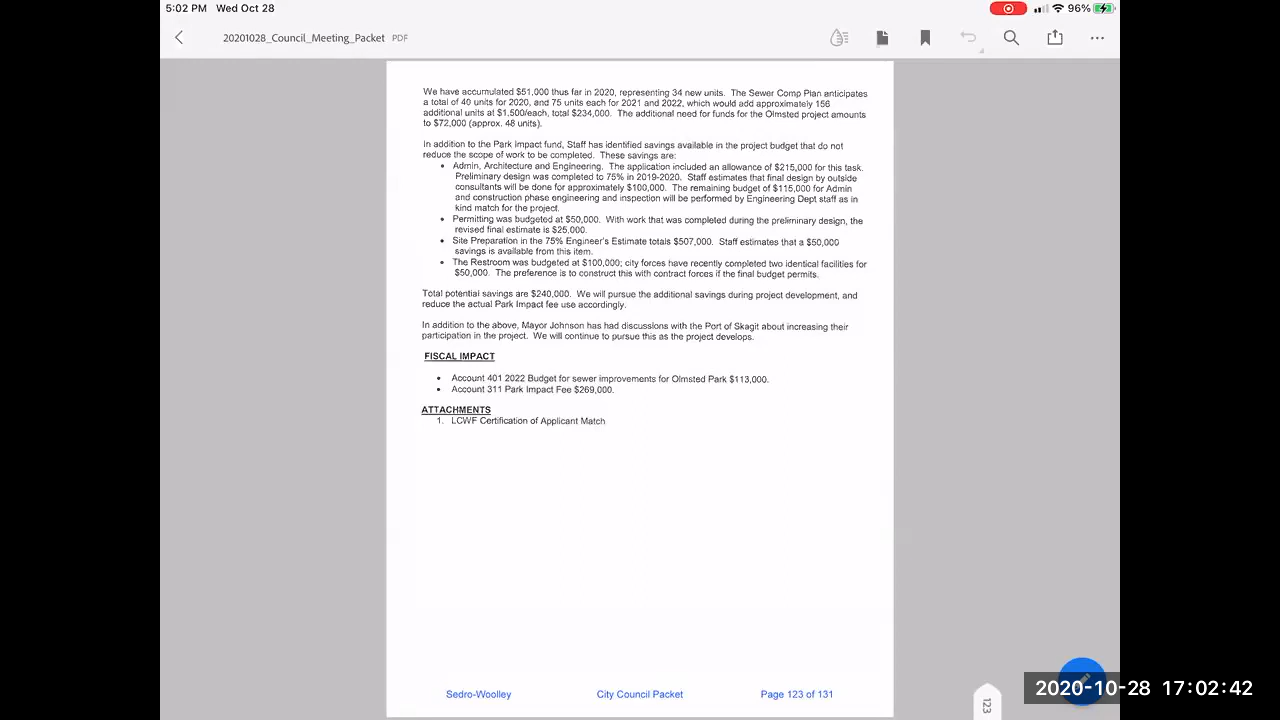 5:02 PM Wed Oct 28
96%
20201028_Council_Meeting_Packet PDF
We have accumulated $51,000 thus far in 2020, representing 34 new units. The Sewer Comp Plan anticipates
a total of 40 units for 2020, and 75 units each for 2021 and 2022, which would add approximately 156
additional units at $1,500/each, total $234,000. The additional need for funds for the Olmsted project amounts
to $72,000 (approx. 48 units).
In addition to the Park Impact fund, Staff has identified savings available in the project budget that do not
reduce the scope of work to be completed. These savings are:
• Admin, Architecture and Engineering. The application included an allowance of $215,000 for this task.
Preliminary design was completed to 75% in 2019-2020. Staff estimates that final design by outside
consultants will be done for approximately $100,000. The remaining budget of $115,000 for Admin
and construction phase engineering and inspection will be performed by Engineering Dept staff as in
kind match for the project.
• Permitting was budgeted at $50,000. With work that was completed during the preliminary design, the
revised final estimate is $25,000.
• Site Preparation in the 75% Engineer's Estimate totals $507,000. Staff estimates that a $50,000
savings is available from this item.
• The Restroom was budgeted at $100,000; city forces have recently completed two identical facilities for
$50,000. The preference is to construct this with contract forces if the final budget permits.
Total potential savings are $240,000. We will pursue the additional savings during project development, and
reduce the actual Park Impact fee use accordingly.
In addition to the above, Mayor Johnson has had discussions with the Port of Skagit about increasing their
participation in the project. We will continue to pursue this as the project develops.
FISCAL IMPACT
• Account 401 2022 Budget for sewer improvements for Olmsted Park $113,000.
• Account 311 Park Impact Fee $269,000.
ATTACHMENTS
1. LCWF Certification of Applicant Match
Sedro-Woolley City Council Packet Page 123 of 131
123
2020-10-28 17:02:42